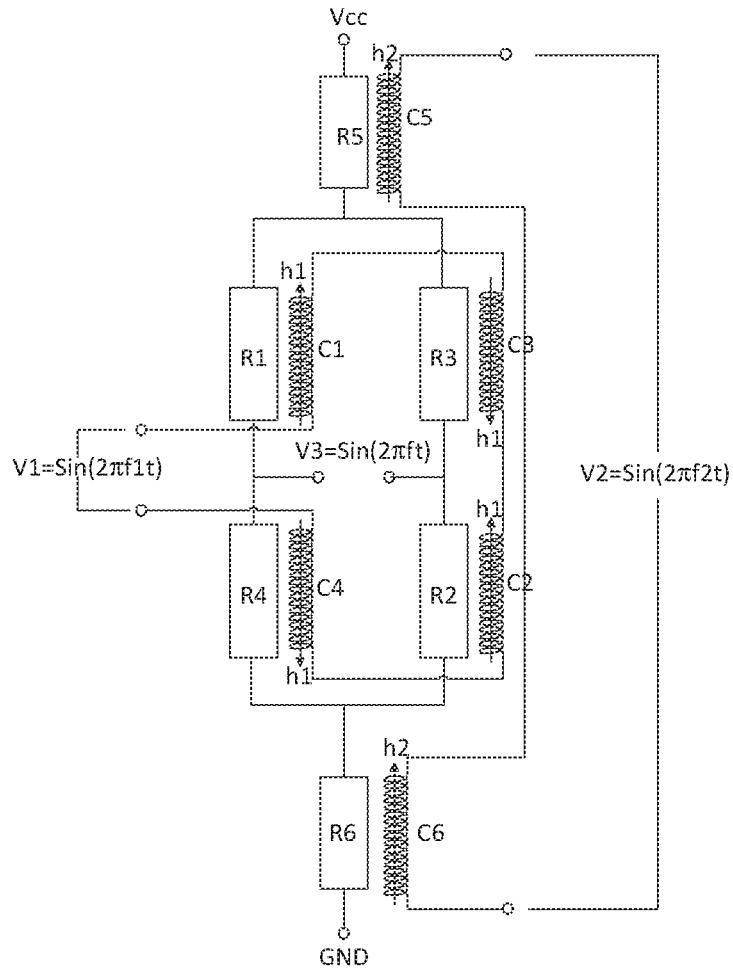 Vcc
h2
C5
R5
h1
R1
C1
R3
C3
h1
V1=Sin(2πf1t)
V3=Sin(2πft)
V2=Sin(2πf2t)
h1
R4
C4
R2
C2
h1
h2
R6
C6
GND